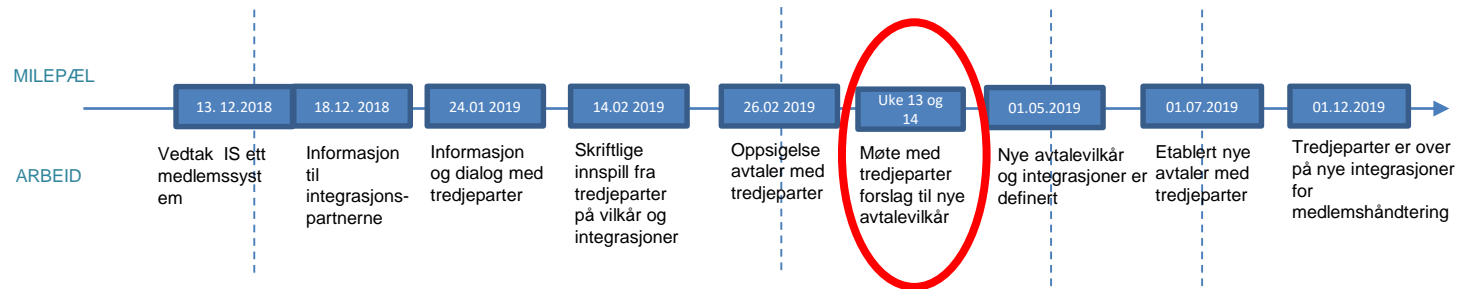 MILEPÆL
13. 12.2018
18.12. 2018
24.01 2019
14.02 2019
26.02 2019
Uke 13 og
14
01.05.2019
01.07.2019
01.12.2019
ARBEID
Vedtak  IS ett
medlemssyst
em
Informasjon
til
integrasjons-
partnerne
Informasjon
og dialog med
tredjeparter
Skriftlige
innspill fra
tredjeparter
på vilkår og
integrasjoner
Oppsigelse
avtaler med
tredjeparter
Møte med
tredjeparter
forslag til nye
avtalevilkår
Nye avtalevilkår
og integrasjoner er
definert
Etablert nye
avtaler med
tredjeparter
Tredjeparter er over
på nye integrasjoner
for
medlemshåndtering